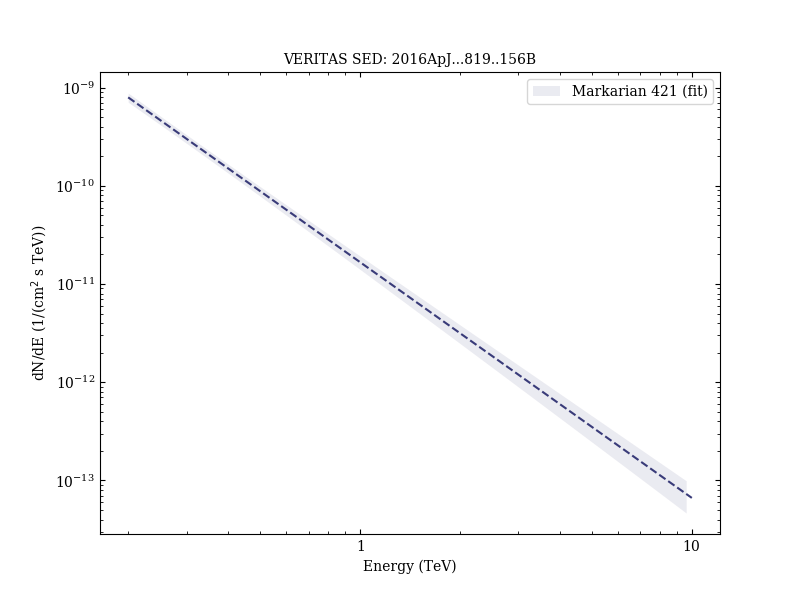 VERITAS SED: 2016ApJ...819..156B
Markarian 421 (fit)
10⁻⁹
10⁻¹⁰
10⁻¹¹
10⁻¹²
10⁻¹³
dN/dE (1/(cm² s TeV))
1 10
Energy (TeV)